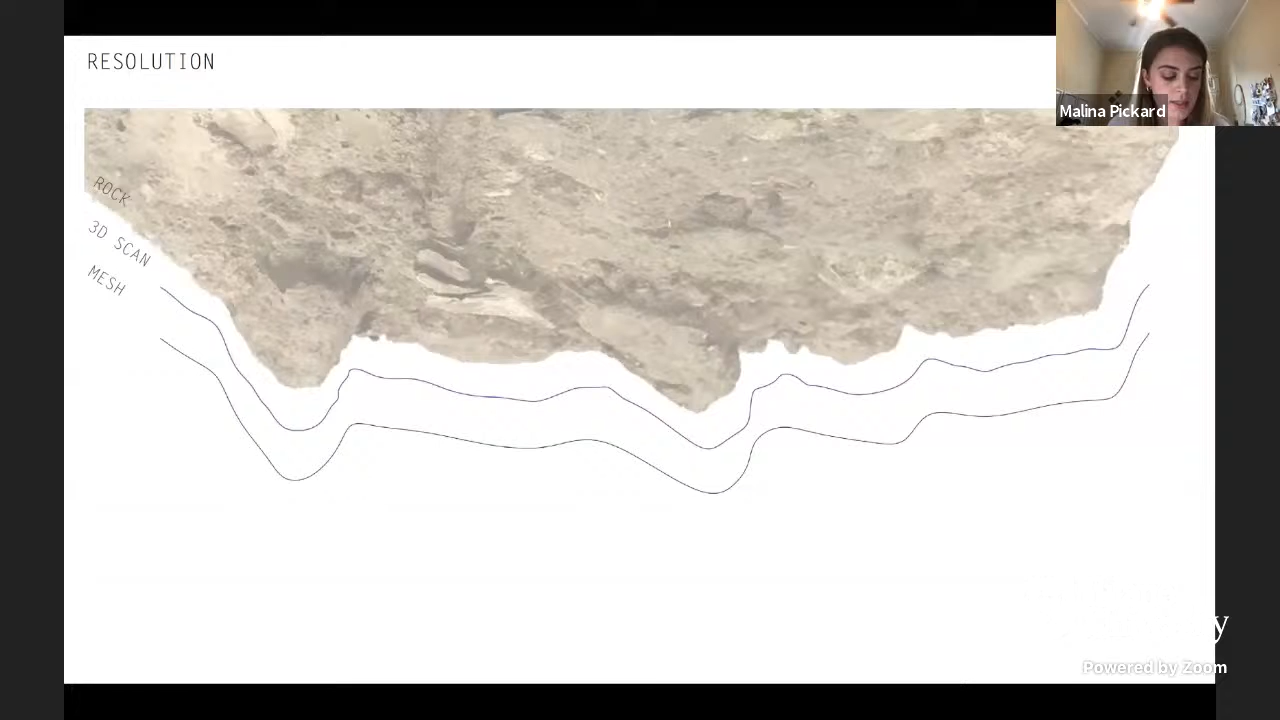 RESOLUTION
Malina Pickard
ROCK
3D SCAN
MESH
y
Powered by Zoom